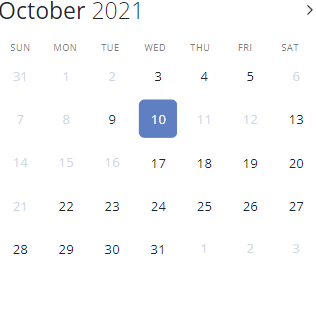 October 2021
SUN MON TUE WED THU FRI SAT
31 1 2 3 4 5 6
7 8 9 10 11 12 13
14 15 16 17 18 19 20
21 22 23 24 25 26 27
28 29 30 31 1 2 3